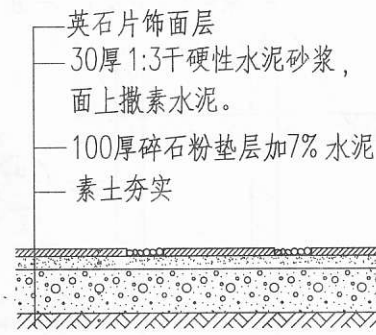 英石片饰面层
30厚1:3干硬性水泥砂浆，
面上撒素水泥。
100厚碎石粉垫层加7% 水泥
素土夯实